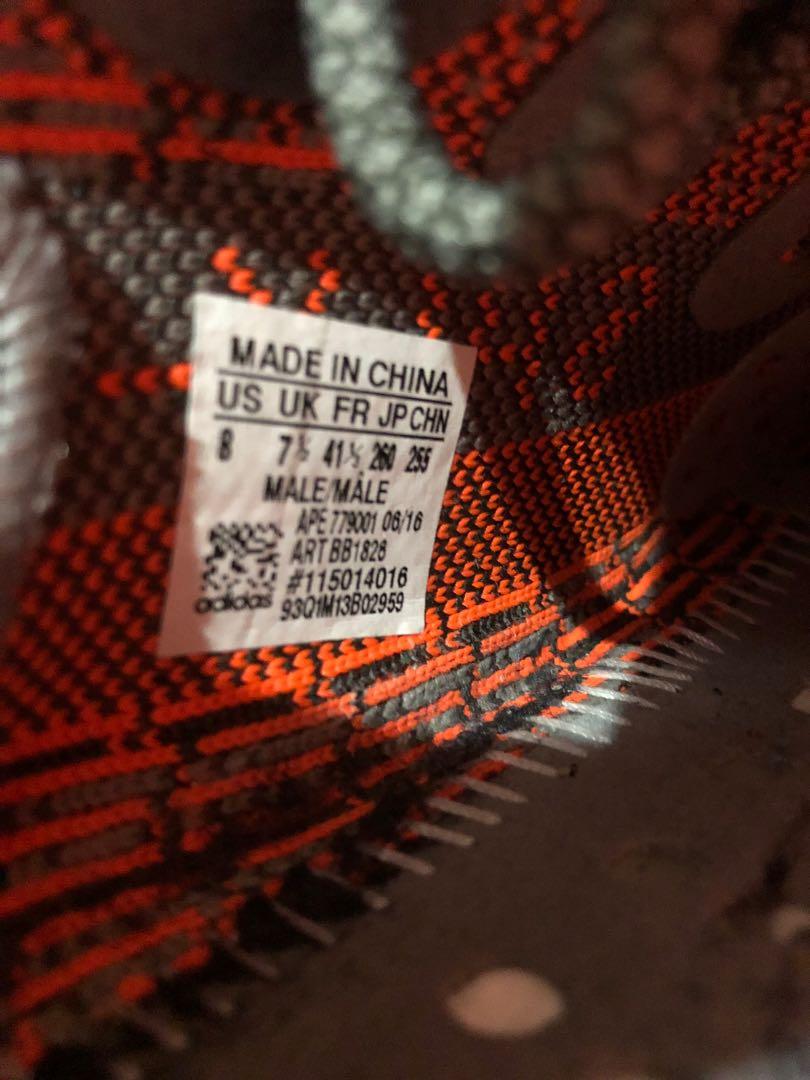 MADE IN CHINA
US UK FR JP CHN
8 7½ 41⅓ 260 255
MALE/MÂLE
APE 779001 06/16
ART BB1826
#115014016
adidas 93Q1M13B02959